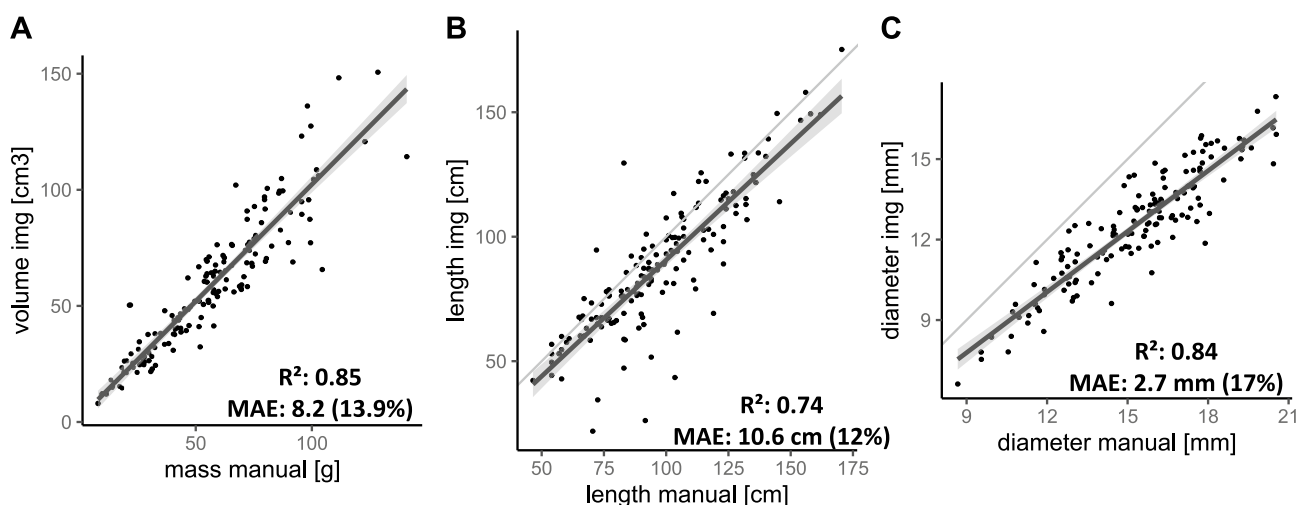 A
volume img [cm3]
150
100
50
0
R²: 0.85
MAE: 8.2 (13.9%)
50 100
mass manual [g]
B
length img [cm]
150
100
50
R²: 0.74
MAE: 10.6 cm (12%)
50 75 100 125 150 175
length manual [cm]
C
diameter img [mm]
15
12
9
R²: 0.84
MAE: 2.7 mm (17%)
9 12 15 18 21
diameter manual [mm]